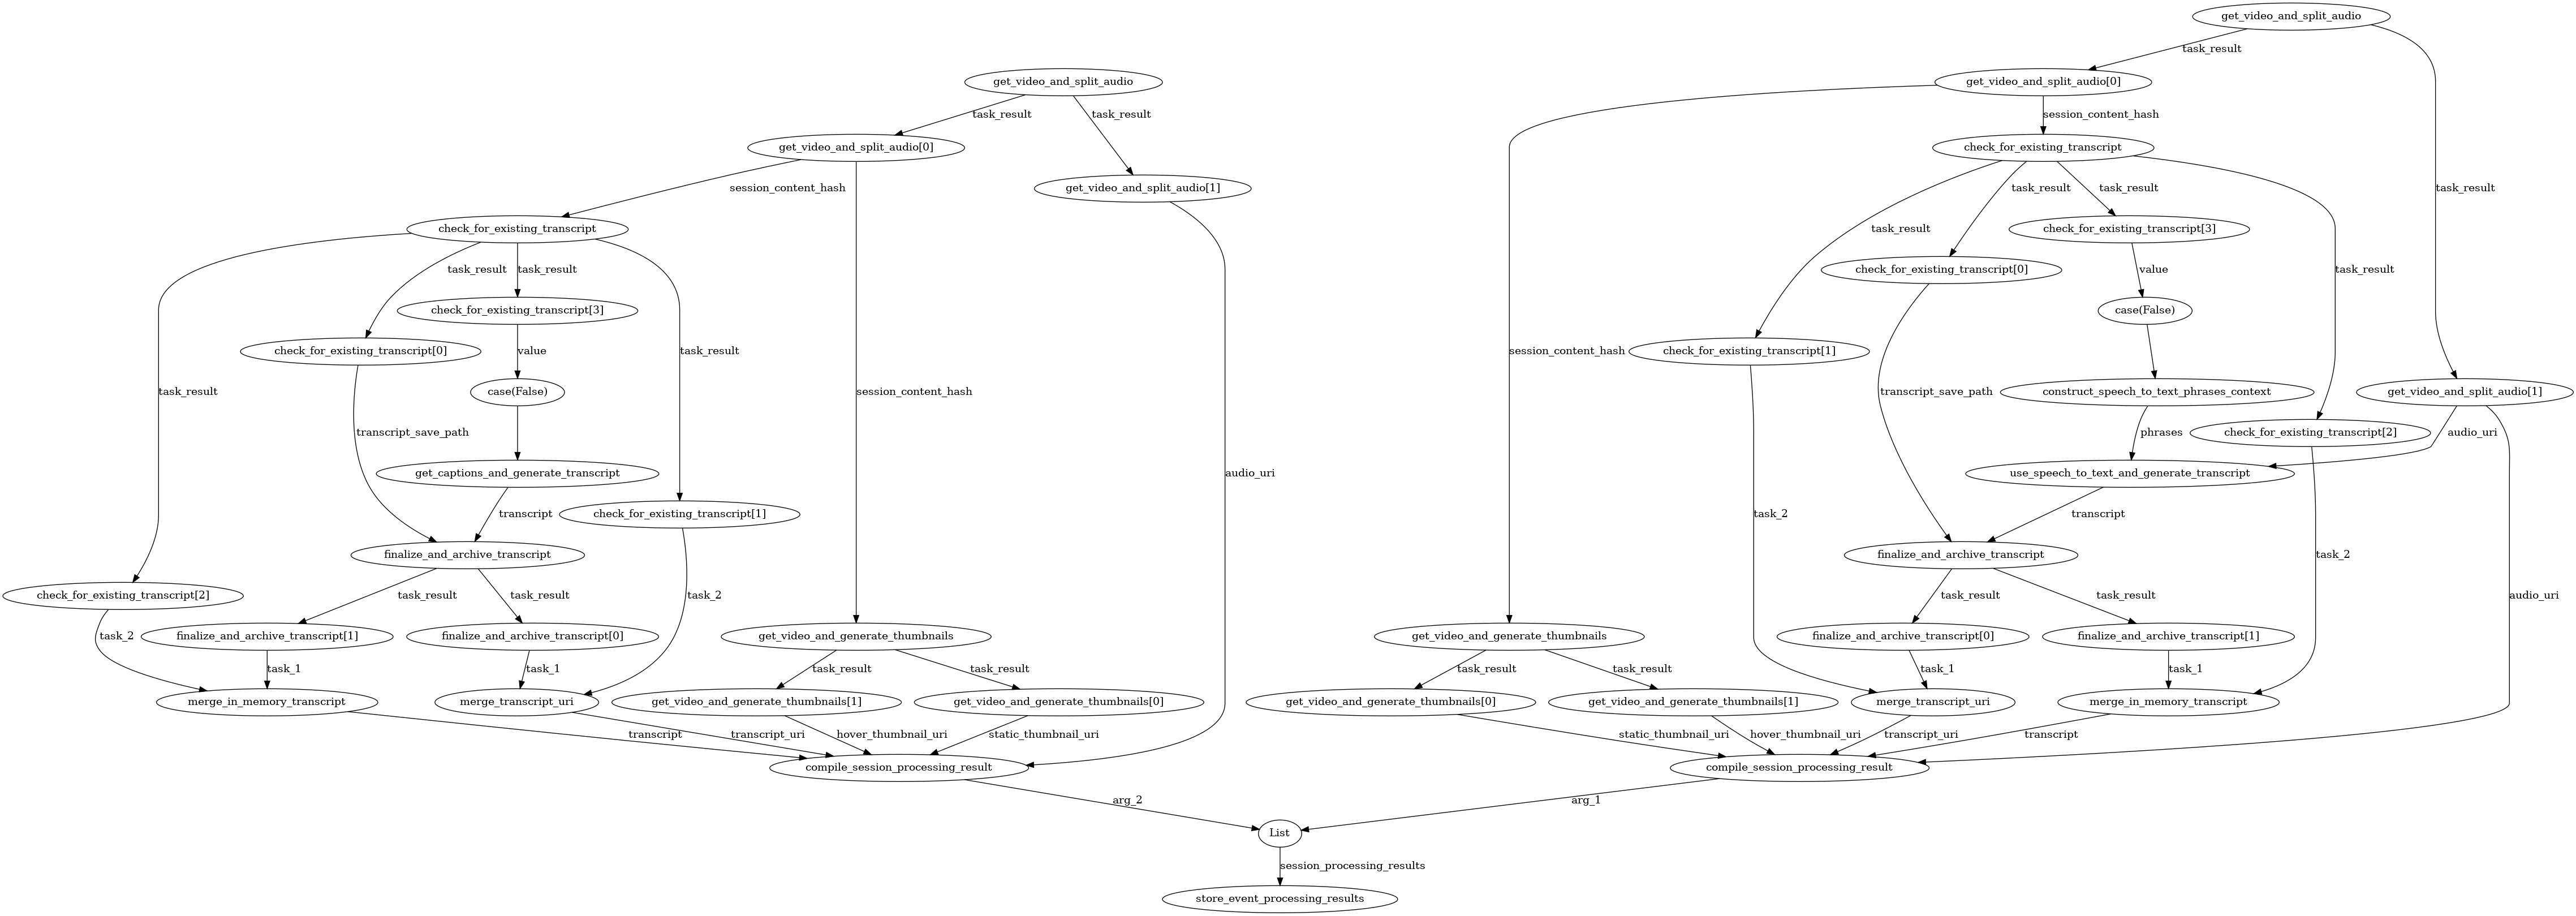 get_video_and_split_audio
task_result
get_video_and_split_audio
get_video_and_split_audio[0]
task_result
task_result
session_content_hash
get_video_and_split_audio[0]
check_for_existing_transcript
session_content_hash
get_video_and_split_audio[1]
task_result
task_result
task_result
check_for_existing_transcript
task_result
check_for_existing_transcript[3]
task_result
task_result
check_for_existing_transcript[0]
value
task_result
check_for_existing_transcript[3]
case(False)
check_for_existing_transcript[0]
value
task_result
session_content_hash
check_for_existing_transcript[1]
task_result
case(False)
session_content_hash
transcript_save_path
construct_speech_to_text_phrases_context
get_video_and_split_audio[1]
transcript_save_path
phrases
check_for_existing_transcript[2]
audio_uri
get_captions_and_generate_transcript
audio_uri
use_speech_to_text_and_generate_transcript
transcript
check_for_existing_transcript[1]
task_2
transcript
finalize_and_archive_transcript
finalize_and_archive_transcript
task_2
check_for_existing_transcript[2]
task_result
task_result
task_2
task_result
task_result
audio_uri
task_2
finalize_and_archive_transcript[1]
finalize_and_archive_transcript[0]
get_video_and_generate_thumbnails
get_video_and_generate_thumbnails
finalize_and_archive_transcript[0]
finalize_and_archive_transcript[1]
task_1
task_1
task_result
task_result
task_result
task_result
task_1
task_1
merge_in_memory_transcript
merge_transcript_uri
get_video_and_generate_thumbnails[1]
get_video_and_generate_thumbnails[0]
get_video_and_generate_thumbnails[0]
get_video_and_generate_thumbnails[1]
merge_transcript_uri
merge_in_memory_transcript
transcript
transcript_uri
hover_thumbnail_uri
static_thumbnail_uri
static_thumbnail_uri
hover_thumbnail_uri
transcript_uri
transcript
compile_session_processing_result
compile_session_processing_result
arg_2
arg_1
List
session_processing_results
store_event_processing_results